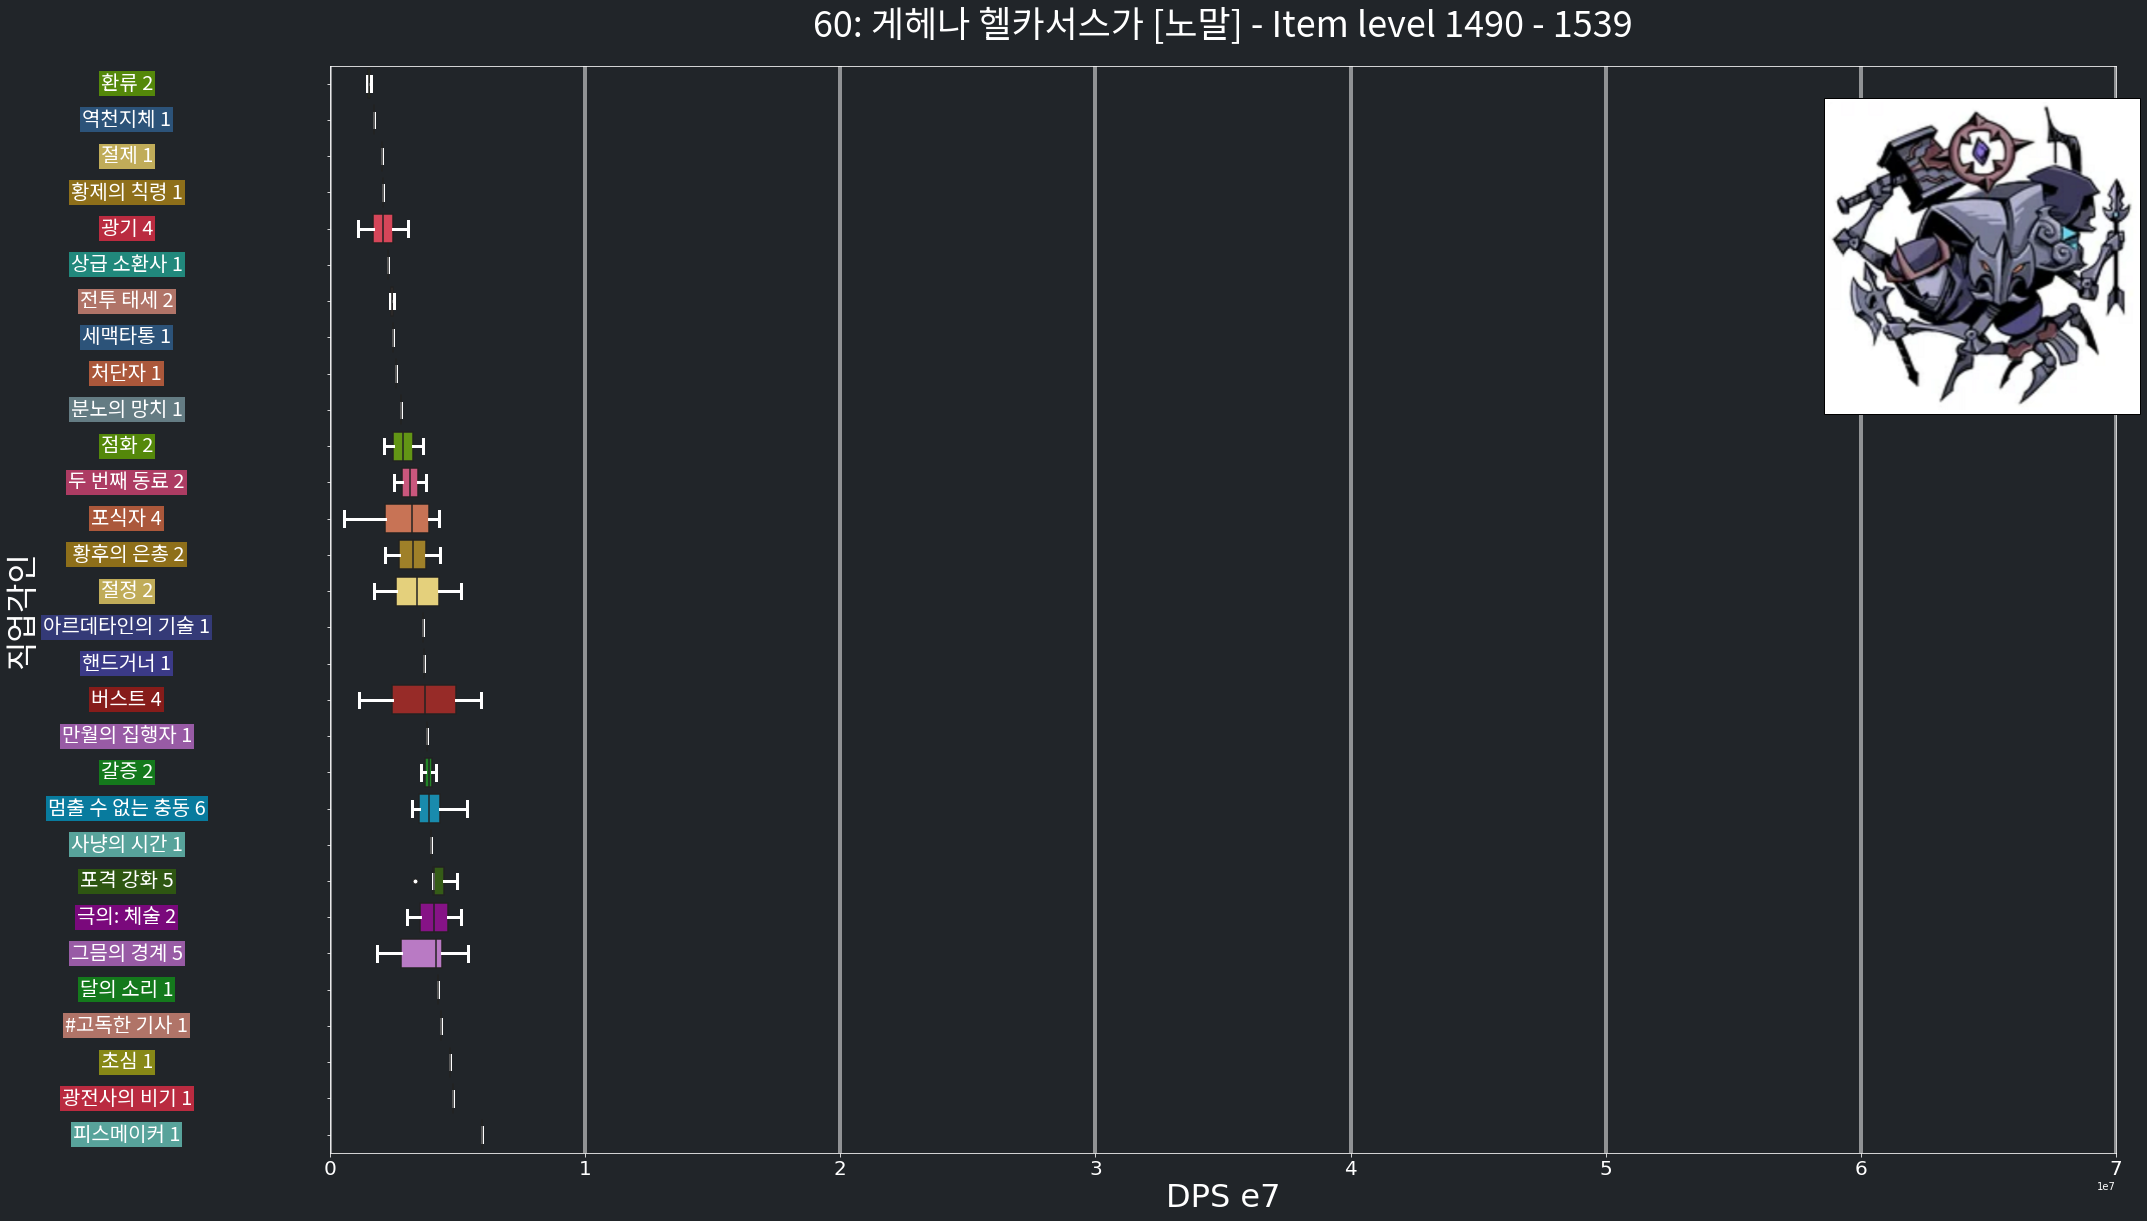 60: 게헤나 헬카서스가 [노말] - Item level 1490 - 1539
환류 2
역천지체 1
절제 1
황제의 칙령 1
광기 4
상급 소환사 1
전투 태세 2
세맥타통 1
처단자 1
분노의 망치 1
점화 2
두 번째 동료 2
포식자 4
황후의 은총 2
절정 2
아르데타인의 기술 1
핸드거너 1
버스트 4
만월의 집행자 1
갈증 2
멈출 수 없는 충동 6
사냥의 시간 1
포격 강화 5
극의: 체술 2
그믐의 경계 5
달의 소리 1
#고독한 기사 1
초심 1
광전사의 비기 1
피스메이커 1
직업각인
0 1 2 3 4 5 6 7
1e7
DPS e7